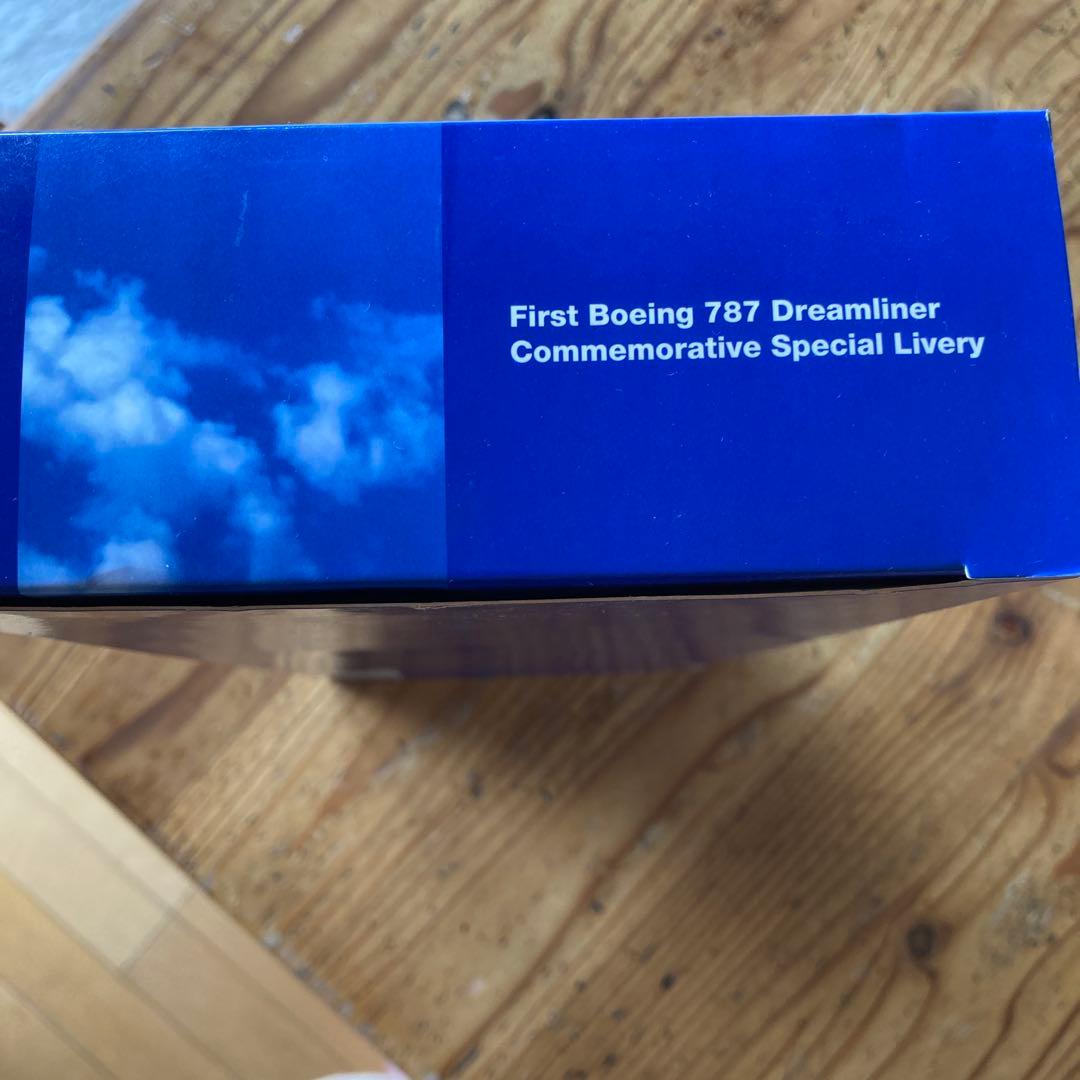 First Boeing 787 Dreamliner
Commemorative Special Livery